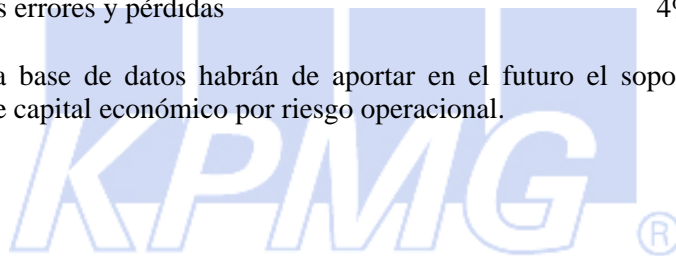 s errores y pérdidas 4º
a base de datos habrán de aportar en el futuro el sopo
e capital económico por riesgo operacional.
KPMG ®